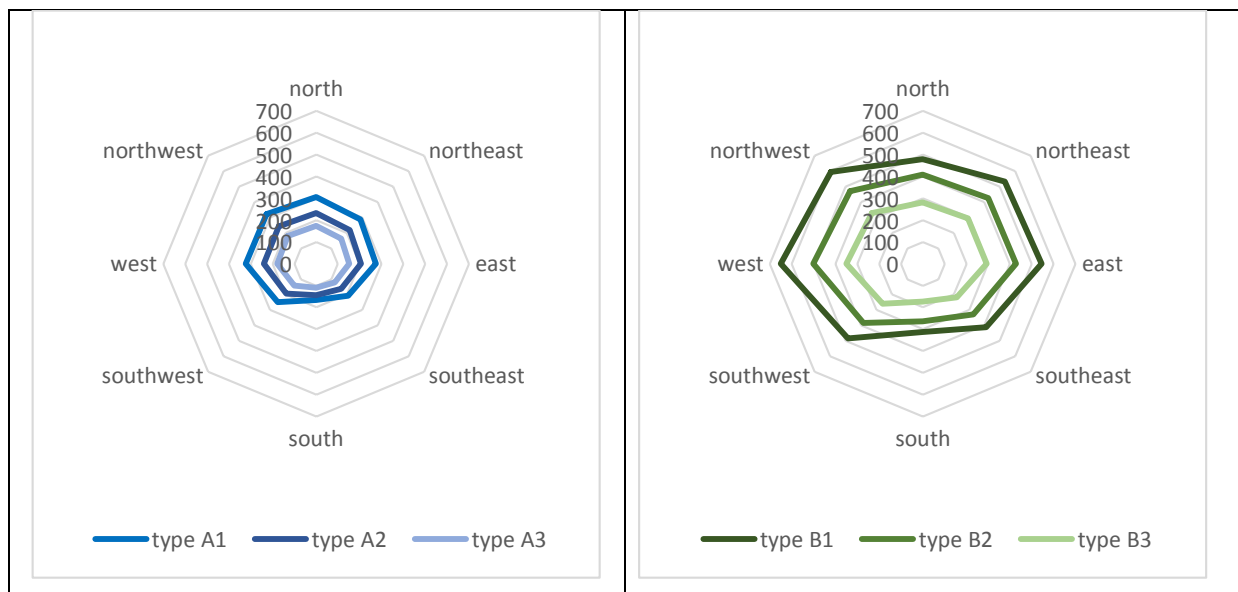 north
700
600
500
400
300
200
100
0
northwest
northeast
west
east
southwest
southeast
south
type A1 type A2 type A3
north
700
600
500
400
300
200
100
0
northwest
northeast
west
east
southwest
southeast
south
type B1 type B2 type B3